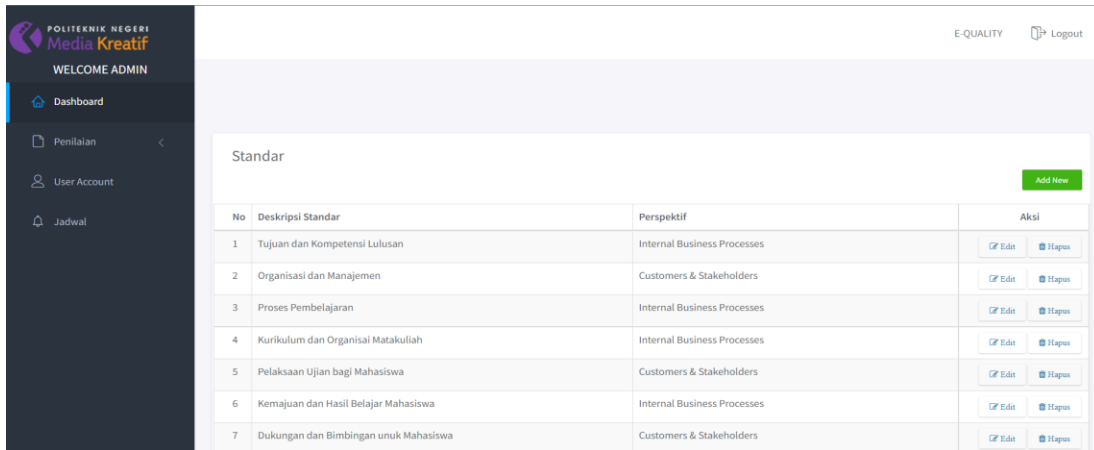 POLITEKNIK NEGERI
Media Kreatif
WELCOME ADMIN
Dashboard
Penilaian
User Account
Jadwal
E-QUALITY Logout
Standar
Add New
No Deskripsi Standar Perspektif Aksi
1 Tujuan dan Kompetensi Lulusan Internal Business Processes Edit Hapus
2 Organisasi dan Manajemen Customers & Stakeholders Edit Hapus
3 Proses Pembelajaran Internal Business Processes Edit Hapus
4 Kurikulum dan Organisai Matakuliah Internal Business Processes Edit Hapus
5 Pelaksaan Ujian bagi Mahasiswa Customers & Stakeholders Edit Hapus
6 Kemajuan dan Hasil Belajar Mahasiswa Internal Business Processes Edit Hapus
7 Dukungan dan Bimbingan unuk Mahasiswa Customers & Stakeholders Edit Hapus